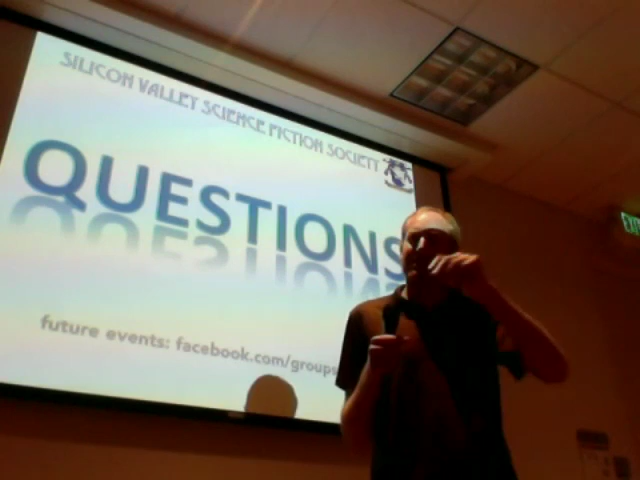 SILICON VALLEY SCIENCE FICTION SOCIETY
QUESTIONS
future events: facebook.com/groups